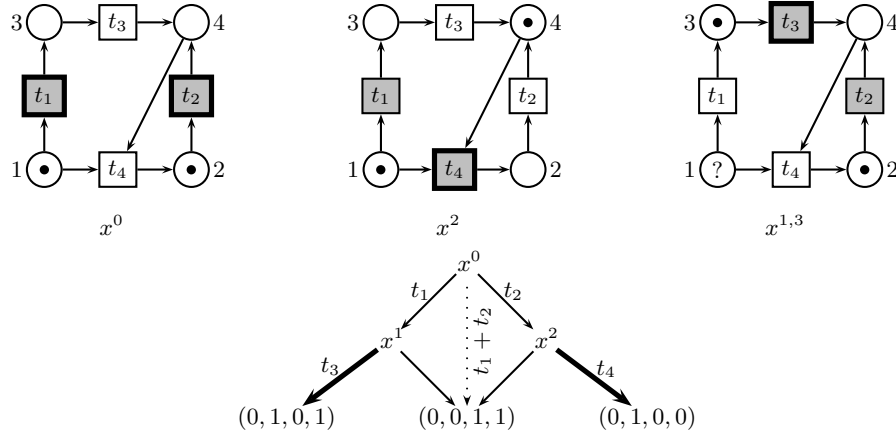 3 t₃ 4 3 t₃ 4 3 t₃ 4
t₁ t₂ t₁ t₂ t₁ t₂
1 t₄ 2 1 t₄ 2 1 ? t₄ 2
x⁰ x² x¹,³
x⁰
t₁ t₂
t₁ + t₂
x¹ x²
t₃ t₄
(0, 1, 0, 1) (0, 0, 1, 1) (0, 1, 0, 0)